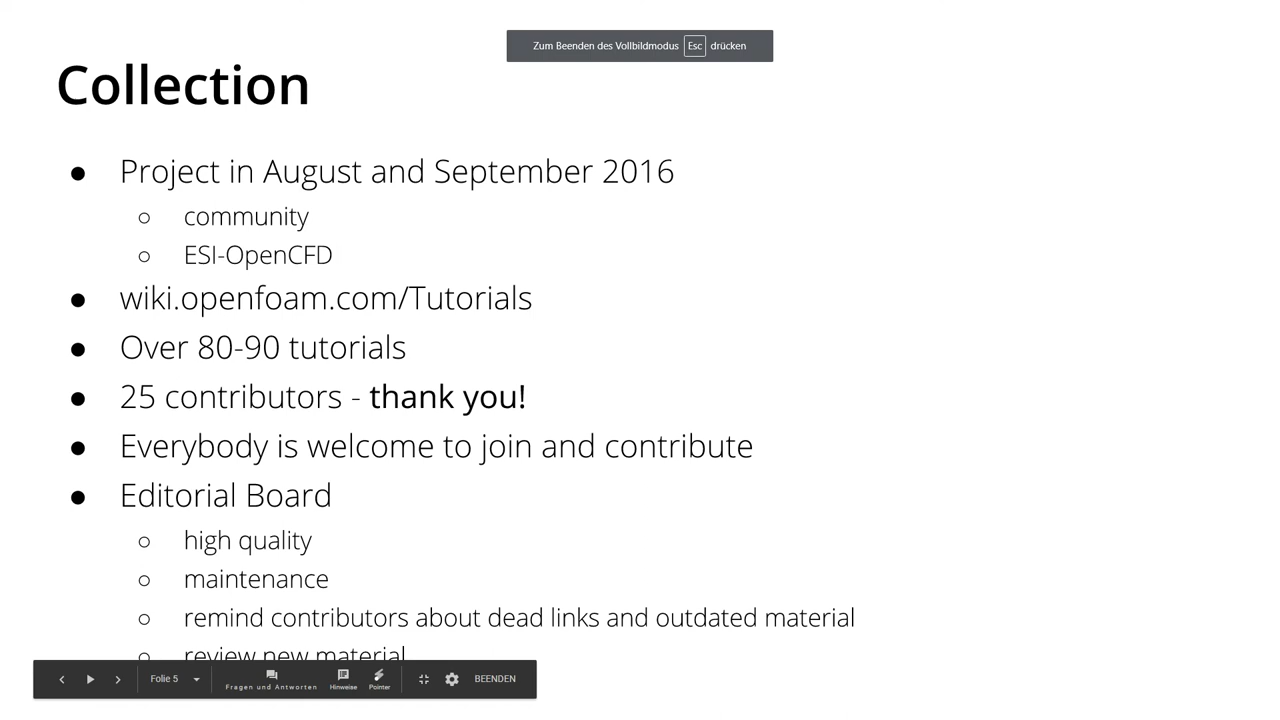 Zum Beenden des Vollbildmodus Esc drücken
Collection
● Project in August and September 2016
○ community
○ ESI-OpenCFD
● wiki.openfoam.com/Tutorials
● Over 80-90 tutorials
● 25 contributors - thank you!
● Everybody is welcome to join and contribute
● Editorial Board
○ high quality
○ maintenance
○ remind contributors about dead links and outdated material
○ review new material
Folie 5
Fragen und Antworten
Hinweise
Pointer
BEENDEN